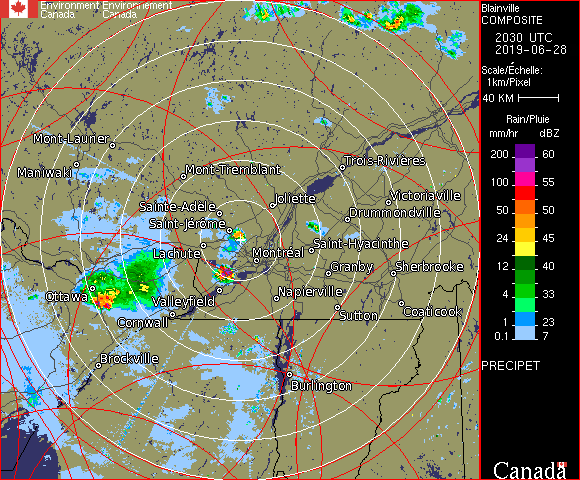 Environment Environnement
Canada Canada
Blainville
COMPOSITE
2030 UTC
2019-06-28
Scale/Échelle:
1km/Pixel
40 KM
Rain/Pluie
mm/hr dBZ
200 60
100 55
50 50
24 45
12 40
4 33
1 23
0.1 7
PRECIPET
Canada
Mont-Laurier
Maniwaki
Mont-Tremblant
Trois-Rivières
Sainte-Adèle
Joliette
Victoriaville
Saint-Jérôme
Drummondville
Lachute
Montréal
Saint-Hyacinthe
Granby
Sherbrooke
Ottawa
Valleyfield
Napierville
Cornwall
Sutton
Coaticook
Brockville
Burlington